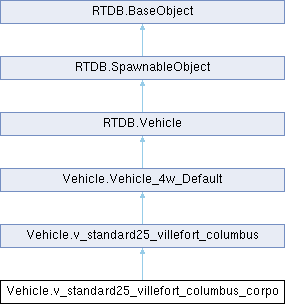 RTDB.BaseObject
RTDB.SpawnableObject
RTDB.Vehicle
Vehicle.Vehicle_4w_Default
Vehicle.v_standard25_villefort_columbus
Vehicle.v_standard25_villefort_columbus_corpo